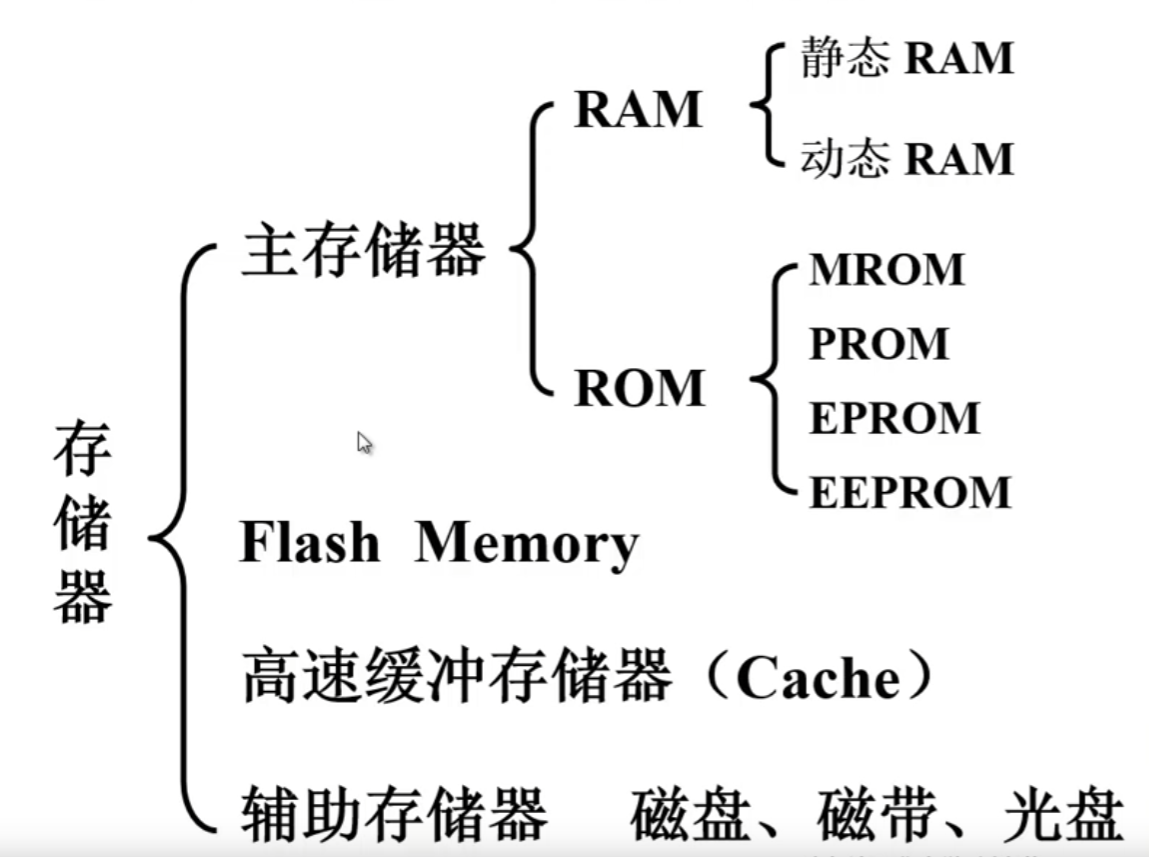 存储器
主存储器
RAM
静态 RAM
动态 RAM
ROM
MROM
PROM
EPROM
EEPROM
Flash Memory
高速缓冲存储器（Cache）
辅助存储器 磁盘、磁带、光盘